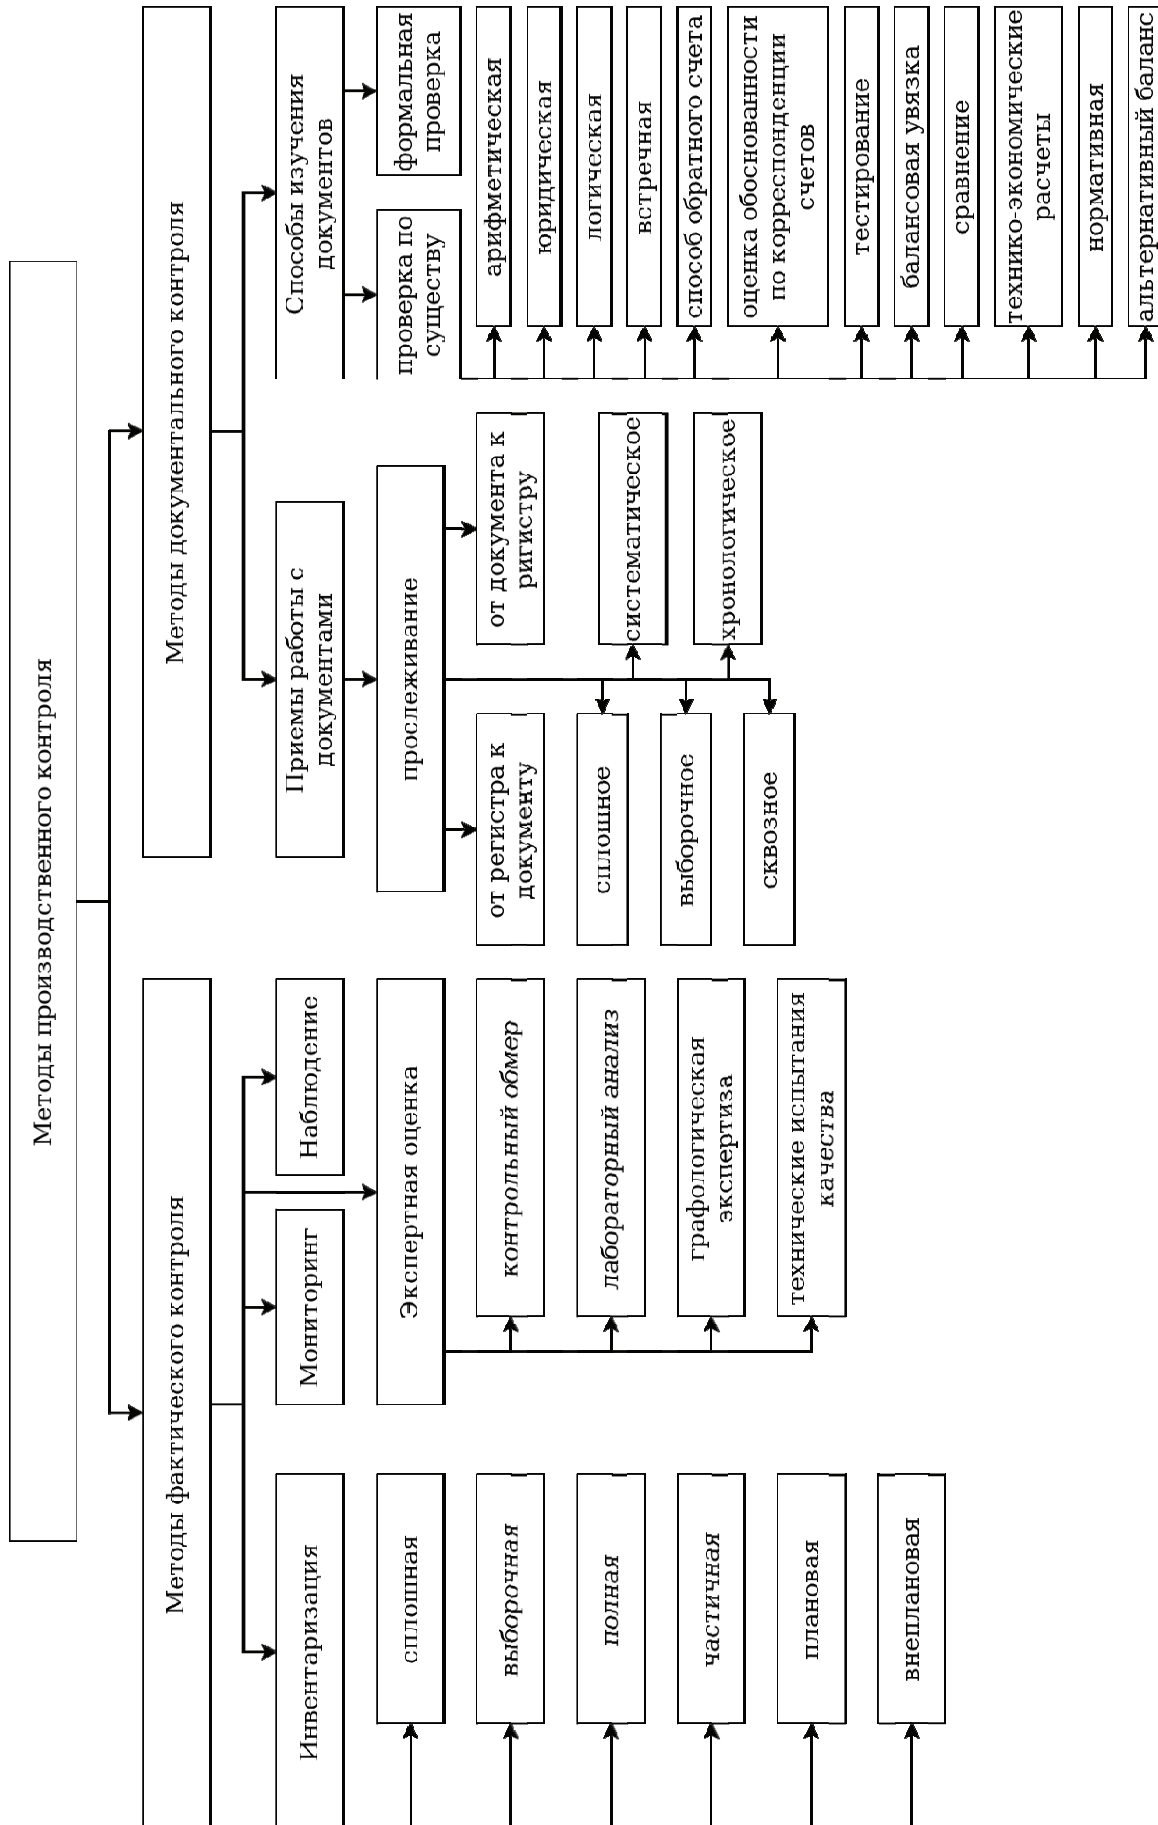 Методы производственного контроля
Методы фактического контроля
Методы документального контроля
Инвентаризация
Мониторинг
Наблюдение
Приемы работы с
документами
Способы изучения
документов
сплошная
выборочная
полная
частичная
плановая
внеплановая
Экспертная оценка
контрольный обмер
лабораторный анализ
графологическая
экспертиза
технические испытания
качества
прослеживание
от регистра к
документу
от документа к
ригистру
сплошное
систематическое
выборочное
хронологическое
сквозное
проверка по
существу
формальная
проверка
арифметическая
юридическая
логическая
встречная
способ обратного счета
оценка обоснованности
по корреспонденции
счетов
тестирование
балансовая увязка
сравнение
технико-экономические
расчеты
нормативная
альтернативный баланс